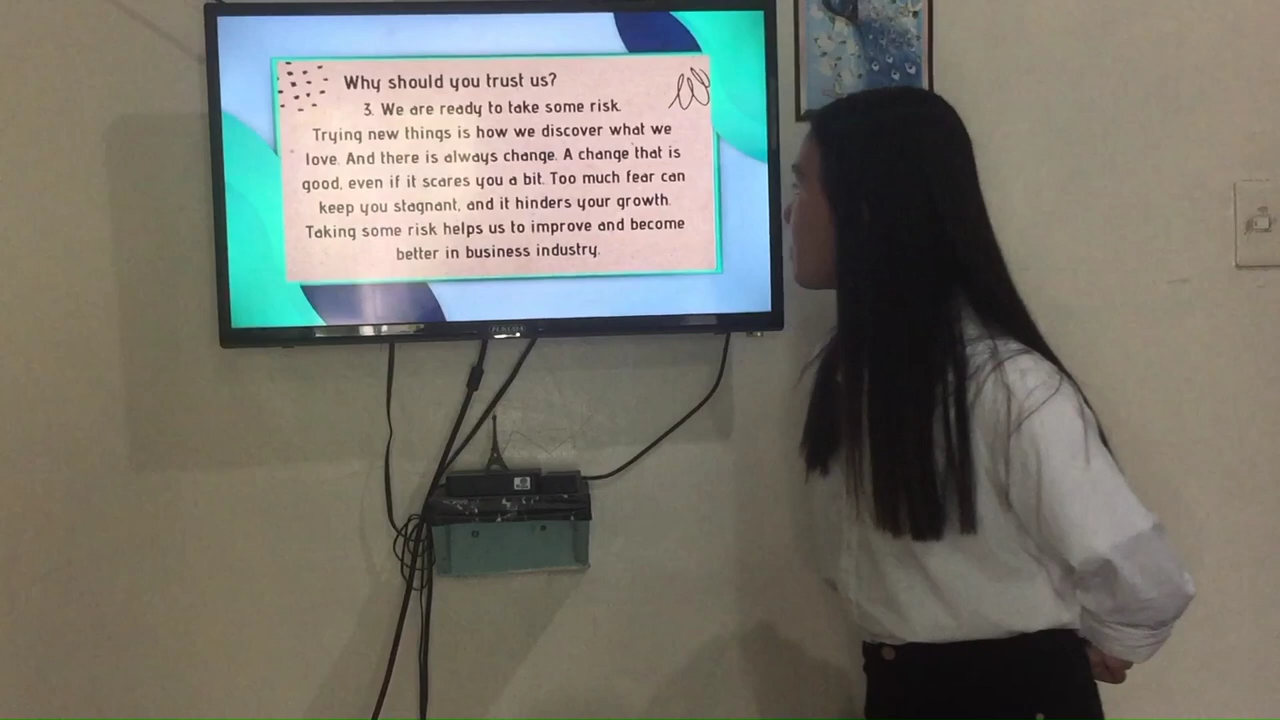 Why should you trust us?
3. We are ready to take some risk.
Trying new things is how we discover what we
love. And there is always change. A change that is
good, even if it scares you a bit. Too much fear can
keep you stagnant, and it hinders your growth.
Taking some risk helps us to improve and become
better in business industry.